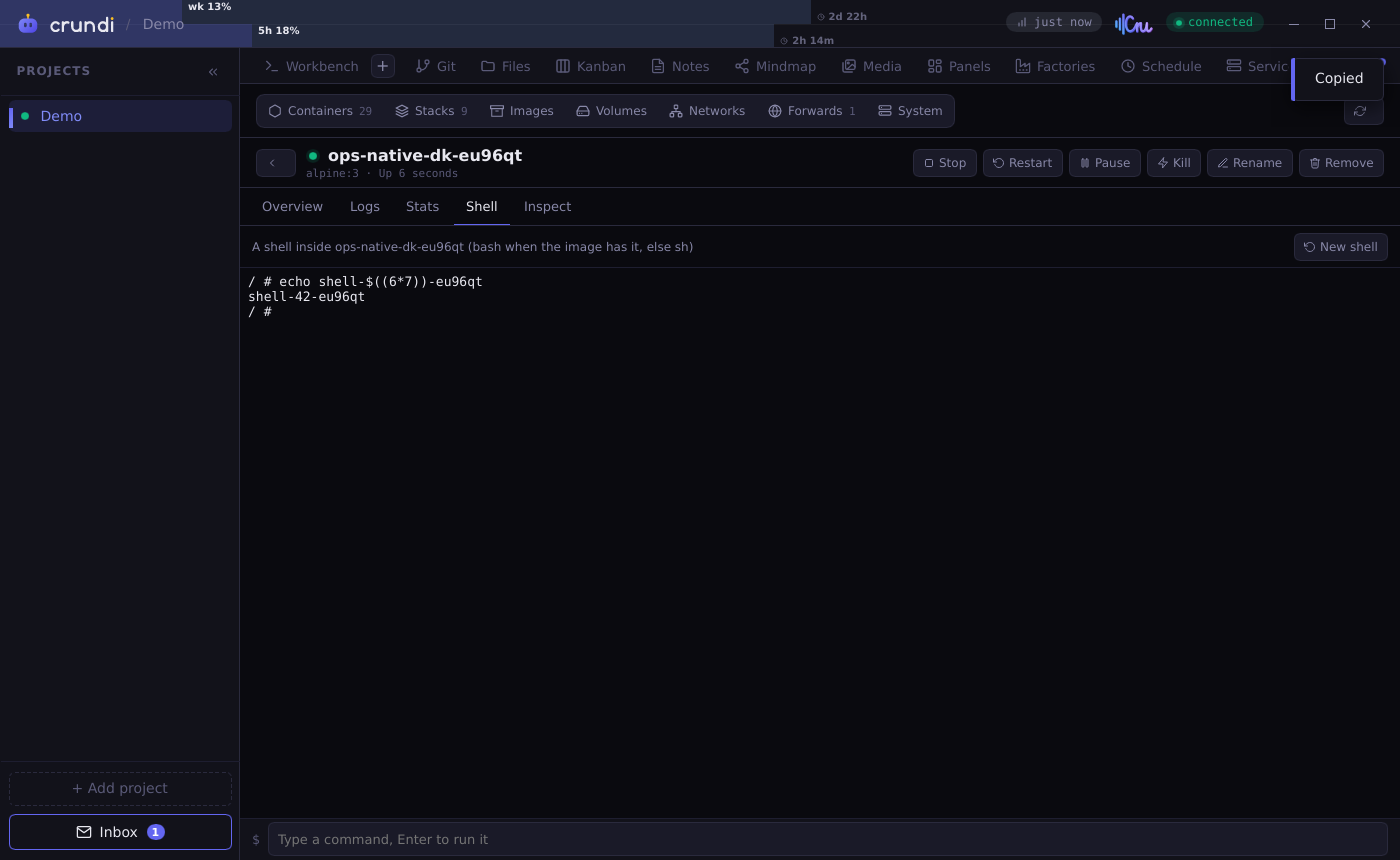 crundi / Demo
wk 13%
2d 22h
5h 18%
2h 14m
just now
Cru
connected
PROJECTS
Demo
+ Add project
Inbox 1
Workbench
Git
Files
Kanban
Notes
Mindmap
Media
Panels
Factories
Schedule
Servic
Copied
Containers 29
Stacks 9
Images
Volumes
Networks
Forwards 1
System
ops-native-dk-eu96qt
alpine:3 · Up 6 seconds
Stop
Restart
Pause
Kill
Rename
Remove
Overview
Logs
Stats
Shell
Inspect
A shell inside ops-native-dk-eu96qt (bash when the image has it, else sh)
New shell
/ # echo shell-$((6*7))-eu96qt
shell-42-eu96qt
/ #
$ Type a command, Enter to run it